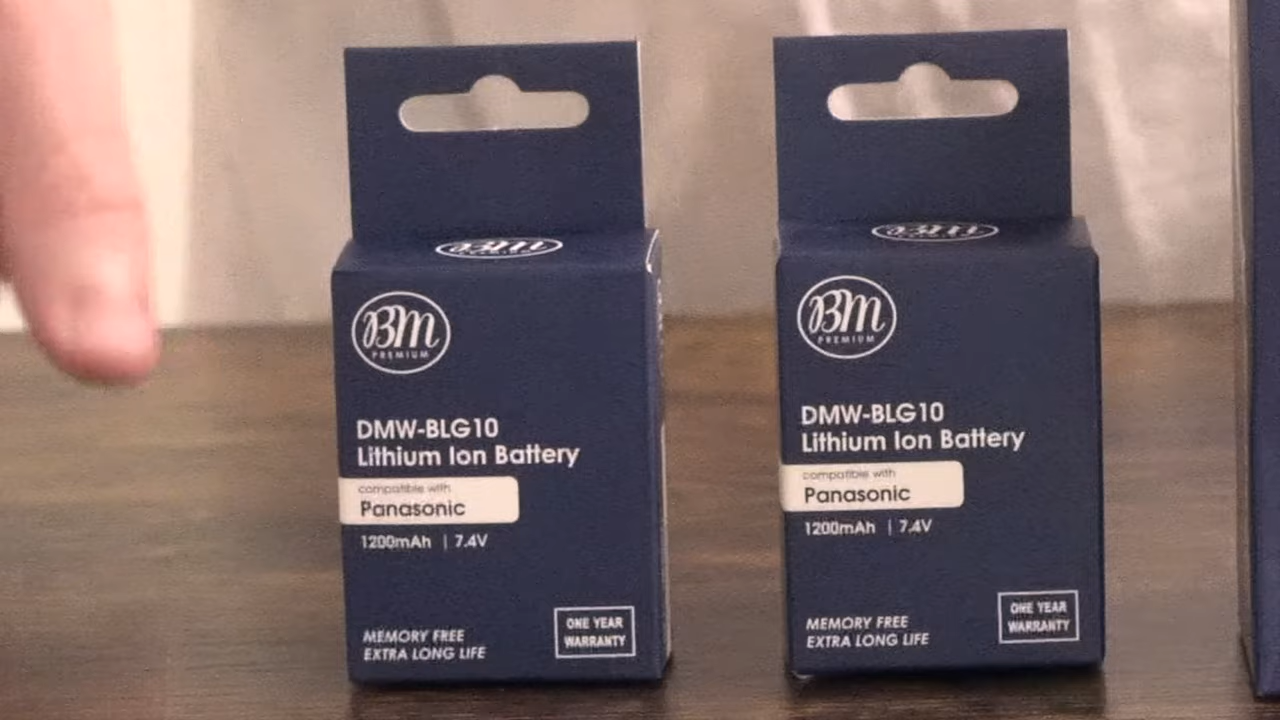 BM
PREMIUM
BM
PREMIUM
DMW-BLG10
Lithium Ion Battery
compatible with
Panasonic
1200mAh | 7.4V
MEMORY FREE
EXTRA LONG LIFE
ONE YEAR
WARRANTY
BM
PREMIUM
BM
PREMIUM
DMW-BLG10
Lithium Ion Battery
compatible with
Panasonic
1200mAh | 7.4V
MEMORY FREE
EXTRA LONG LIFE
ONE YEAR
WARRANTY